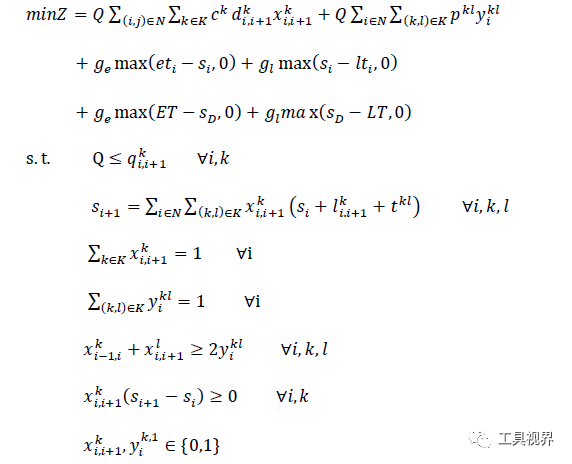 minZ = Q ∑_{(i,j)∈N} ∑_{k∈K} c^k d^k_{i,i+1} x^k_{i,i+1} + Q ∑_{i∈N} ∑_{(k,l)∈K} p^{kl} y_i^{kl}
+ g_e max(et_i − s_i, 0) + g_l max(s_i − lt_i, 0)
+ g_e max(ET − s_D, 0) + g_l ma x(s_D − LT, 0)
s. t. Q ≤ q^k_{i,i+1} ∀i, k
s_{i+1} = ∑_{i∈N} ∑_{(k,l)∈K} x^k_{i,i+1} (s_i + l^k_{i.i+1} + t^{kl}) ∀i, k, l
∑_{k∈K} x^k_{i,i+1} = 1 ∀i
∑_{(k,l)∈K} y_i^{kl} = 1 ∀i
x^k_{i−1,i} + x^l_{i,i+1} ≥ 2y_i^{kl} ∀i, k, l
x^k_{i,i+1}(s_{i+1} − s_i) ≥ 0 ∀i, k
x^k_{i,i+1}, y_i^{k,1} ∈ {0,1}
工具视界